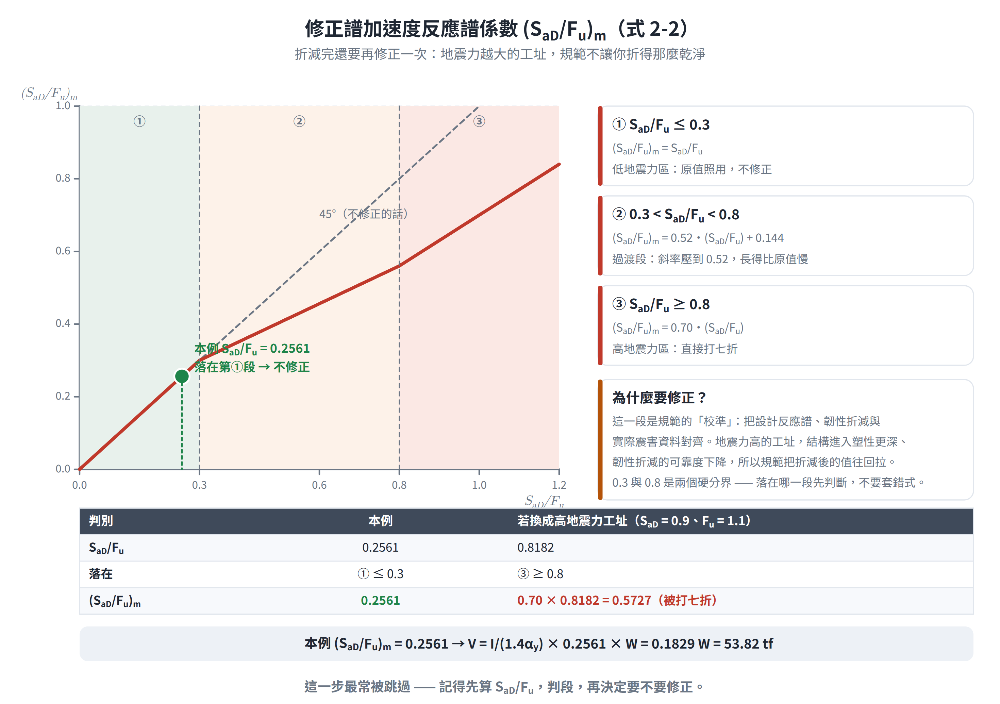 修正譜加速度反應譜係數 (SaD/Fu)m（式 2-2）
折減完還要再修正一次：地震力越大的工址，規範不讓你折得那麼乾淨
(SaD/Fu)m
1.0
0.8
0.6
0.4
0.2
0.0
①
②
③
45°（不修正的話）
本例 SaD/Fu = 0.2561
落在第①段 → 不修正
0.0
0.3
0.6
0.8
1.0
1.2
SaD/Fu
① SaD/Fu ≤ 0.3
(SaD/Fu)m = SaD/Fu
低地震力區：原值照用，不修正
② 0.3 < SaD/Fu < 0.8
(SaD/Fu)m = 0.52・(SaD/Fu) + 0.144
過渡段：斜率壓到 0.52，長得比原值慢
③ SaD/Fu ≥ 0.8
(SaD/Fu)m = 0.70・(SaD/Fu)
高地震力區：直接打七折
為什麼要修正？
這一段是規範的「校準」：把設計反應譜、韌性折減與
實際震害資料對齊。地震力高的工址，結構進入塑性更深、
韌性折減的可靠度下降，所以規範把折減後的值往回拉。
0.3 與 0.8 是兩個硬分界 —— 落在哪一段先判斷，不要套錯式。
判別 本例 若換成高地震力工址（SaD = 0.9、Fu = 1.1）
SaD/Fu 0.2561 0.8182
落在 ① ≤ 0.3 ③ ≥ 0.8
(SaD/Fu)m 0.2561 0.70 × 0.8182 = 0.5727（被打七折）
本例 (SaD/Fu)m = 0.2561 → V = I/(1.4αy) × 0.2561 × W = 0.1829 W = 53.82 tf
這一步最常被跳過 —— 記得先算 SaD/Fu，判段，再決定要不要修正。